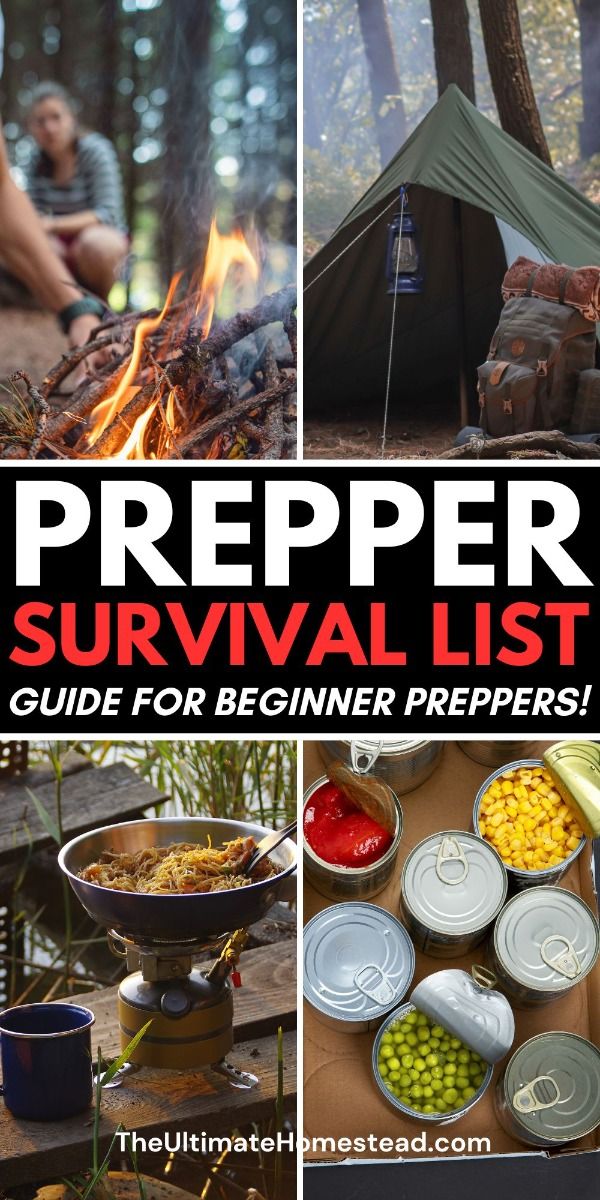 PREPPER
SURVIVAL LIST
GUIDE FOR BEGINNER PREPPERS!
TheUltimateHomestead.com